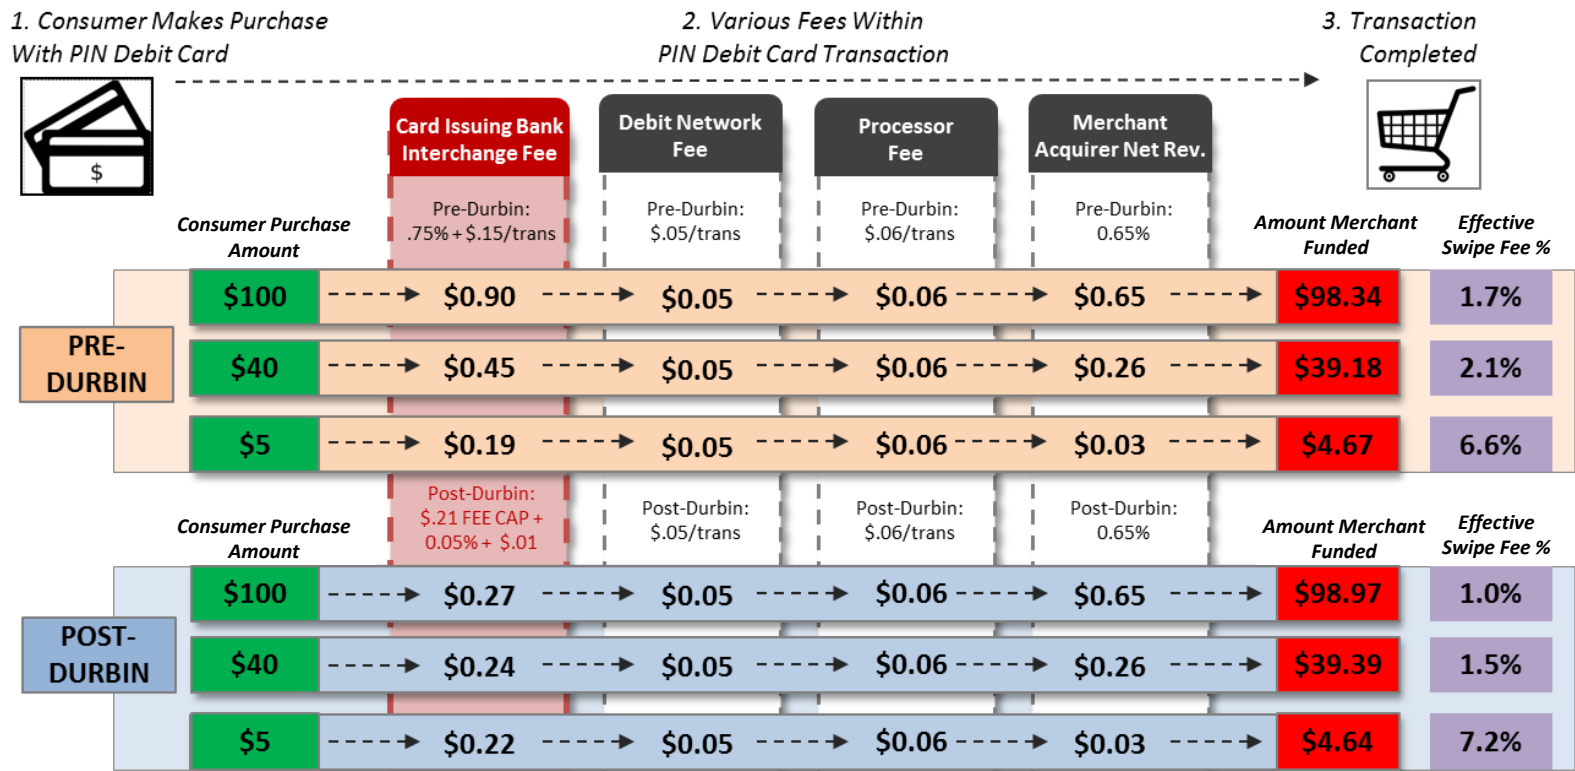 1. Consumer Makes Purchase
With PIN Debit Card
2. Various Fees Within
PIN Debit Card Transaction
3. Transaction
Completed
$
Card Issuing Bank
Interchange Fee
Debit Network
Fee
Processor
Fee
Merchant
Acquirer Net Rev.
Consumer Purchase
Amount
Pre-Durbin:
.75% + $.15/trans
Pre-Durbin:
$.05/trans
Pre-Durbin:
$.06/trans
Pre-Durbin:
0.65%
Amount Merchant
Funded
Effective
Swipe Fee %
PRE-
DURBIN
$100 $0.90 $0.05 $0.06 $0.65 $98.34 1.7%
$40 $0.45 $0.05 $0.06 $0.26 $39.18 2.1%
$5 $0.19 $0.05 $0.06 $0.03 $4.67 6.6%
Consumer Purchase
Amount
Post-Durbin:
$.21 FEE CAP +
0.05% + $.01
Post-Durbin:
$.05/trans
Post-Durbin:
$.06/trans
Post-Durbin:
0.65%
Amount Merchant
Funded
Effective
Swipe Fee %
POST-
DURBIN
$100 $0.27 $0.05 $0.06 $0.65 $98.97 1.0%
$40 $0.24 $0.05 $0.06 $0.26 $39.39 1.5%
$5 $0.22 $0.05 $0.06 $0.03 $4.64 7.2%